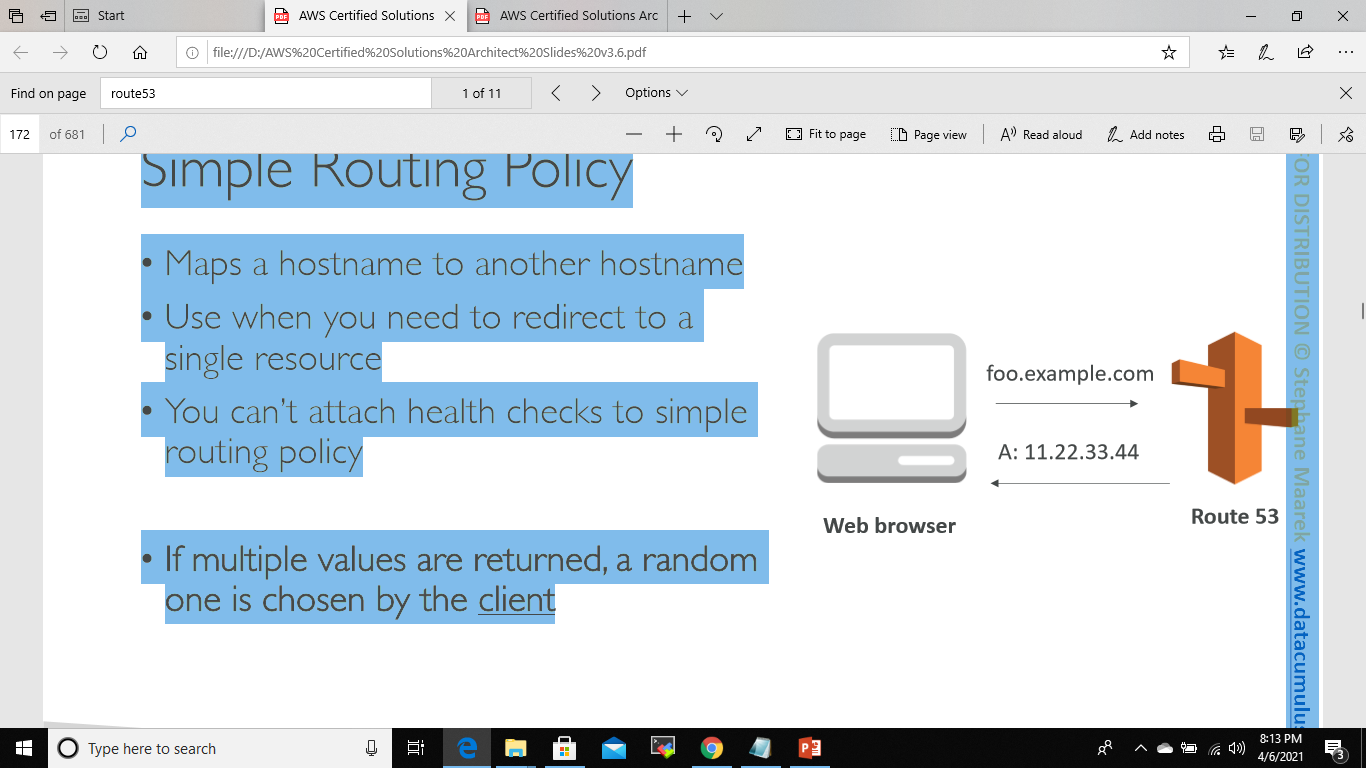 Start
AWS Certified Solutions
AWS Certified Solutions Arc
file:///D:/AWS%20Certified%20Solutions%20Architect%20Slides%20v3.6.pdf
Find on page
route53
1 of 11
Options
172
of 681
Fit to page
Page view
Read aloud
Add notes
Simple Routing Policy
• Maps a hostname to another hostname
• Use when you need to redirect to a
single resource
• You can't attach health checks to simple
routing policy
• If multiple values are returned, a random
one is chosen by the client
foo.example.com
A: 11.22.33.44
Web browser
Route 53
FOR DISTRIBUTION © Stephane Maarek www.datacumulus
Type here to search
8:13 PM
4/6/2021
3